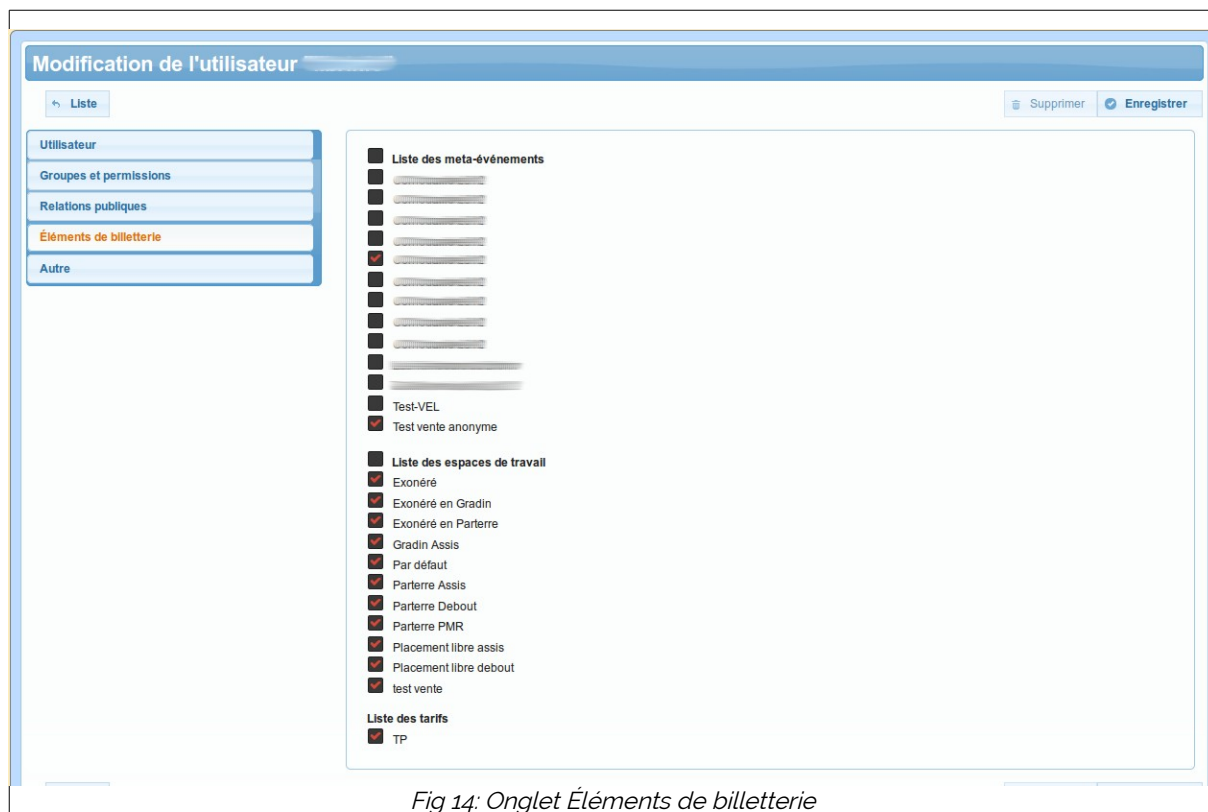 Modification de l'utilisateur
Liste
Supprimer
Enregistrer
Utilisateur
Groupes et permissions
Relations publiques
Éléments de billetterie
Autre
Liste des meta-événements
Test-VEL
Test vente anonyme
Liste des espaces de travail
Exonéré
Exonéré en Gradin
Exonéré en Parterre
Gradin Assis
Par défaut
Parterre Assis
Parterre Debout
Parterre PMR
Placement libre assis
Placement libre debout
test vente
Liste des tarifs
TP
Fig 14: Onglet Éléments de billetterie